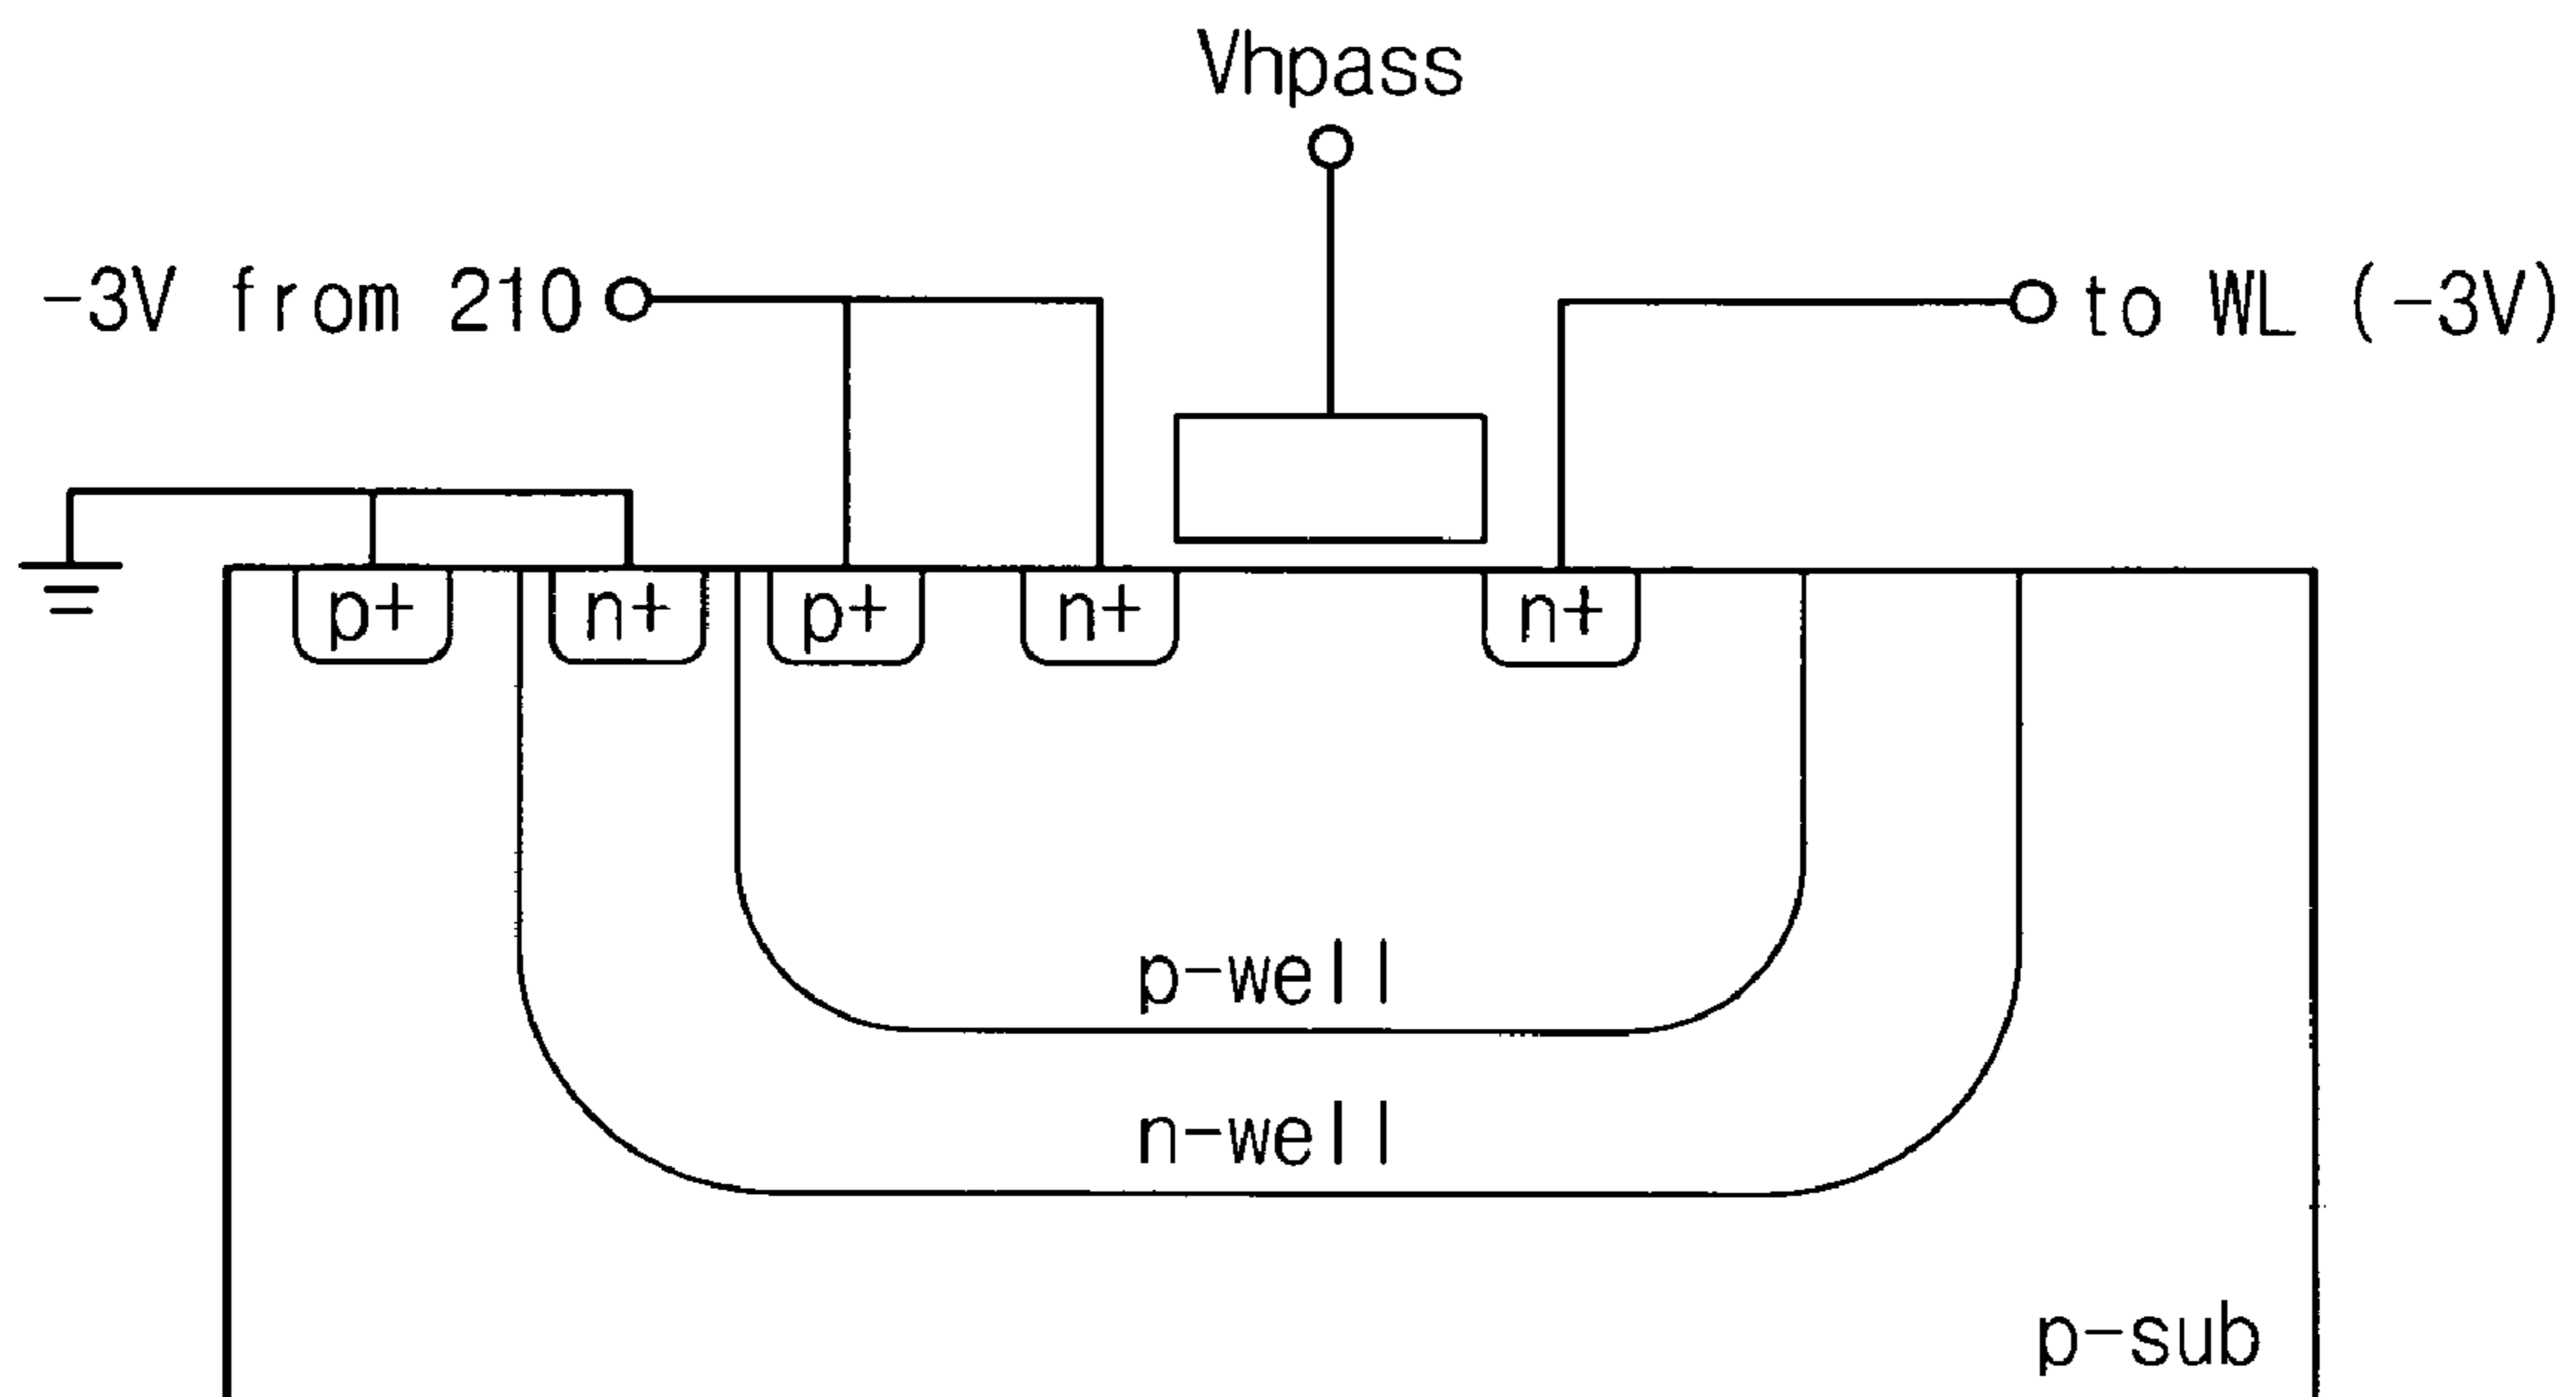 Vhpass
-3V from 210
to WL (-3V)
p+
n+
p+
n+
n+
p-well
n-well
p-sub